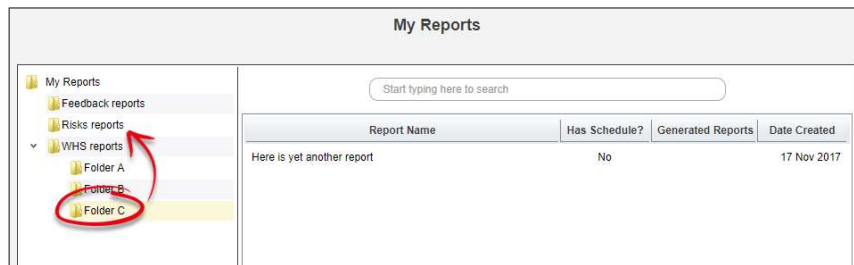 My Reports
My Reports
Feedback reports
Risks reports
WHS reports
Folder A
Folder B
Folder C
Start typing here to search
Report Name Has Schedule? Generated Reports Date Created
Here is yet another report No 17 Nov 2017